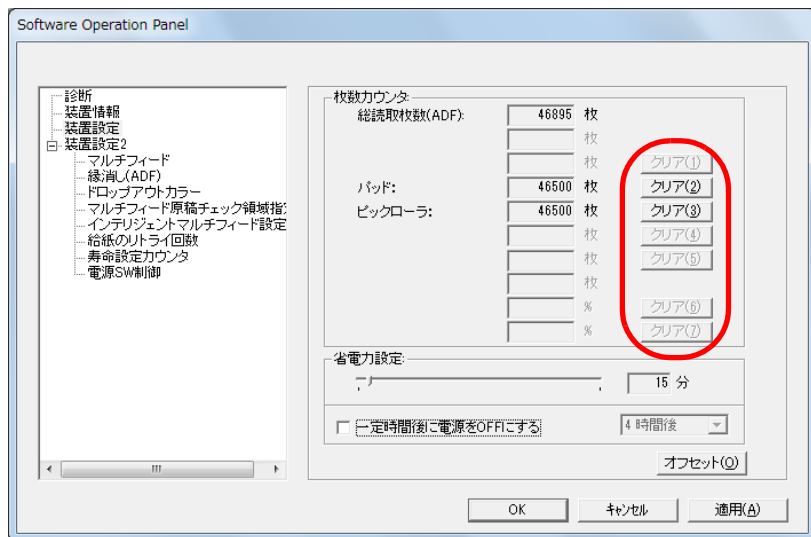 Software Operation Panel
診断
装置情報
装置設定
装置設定2
マルチフィード
縁消し(ADF)
ドロップアウトカラー
マルチフィード原稿チェック領域指
インテリジェントマルチフィード設定
給紙のリトライ回数
寿命設定カウンタ
電源SW制御
枚数カウンタ:
総読取枚数(ADF): 46895 枚
枚
枚 クリア(1)
パッド: 46500 枚 クリア(2)
ピックローラ: 46500 枚 クリア(3)
枚 クリア(4)
枚 クリア(5)
枚
% クリア(6)
% クリア(7)
省電力設定:
15 分
一定時間後に電源をOFFにする 4 時間後
オフセット(O)
OK キャンセル 適用(A)